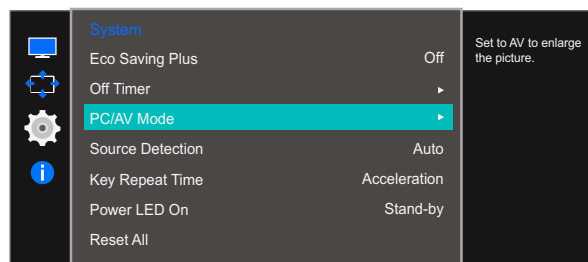 System
Eco Saving Plus Off
Off Timer
PC/AV Mode
Source Detection Auto
Key Repeat Time Acceleration
Power LED On Stand-by
Reset All
Set to AV to enlarge
the picture.